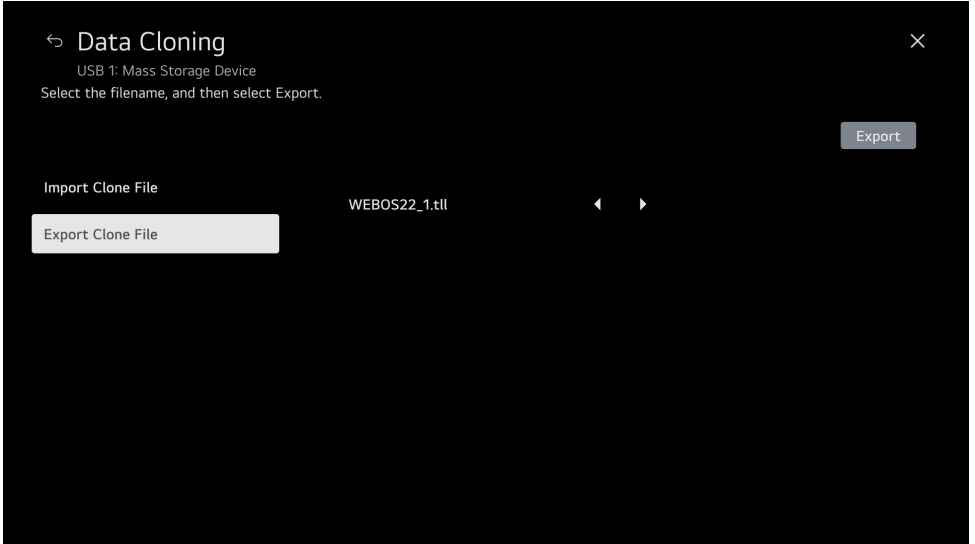 Data Cloning
USB 1: Mass Storage Device
Select the filename, and then select Export.
Export
Import Clone File
WEBOS22_1.tll
Export Clone File